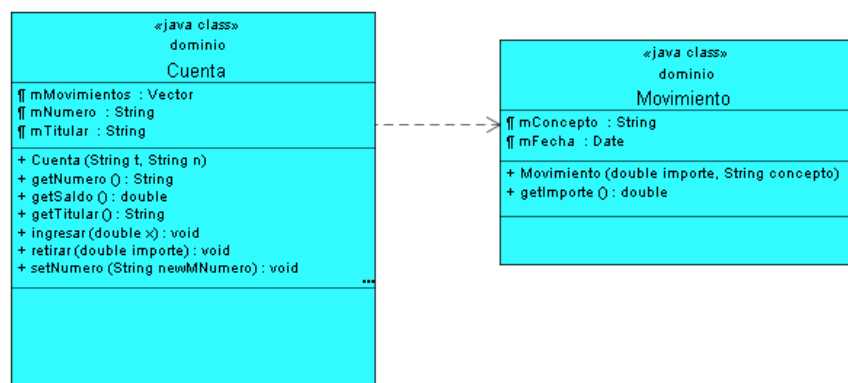 «java class»
dominio
Cuenta
¶ mMovimientos : Vector
¶ mNumero : String
¶ mTitular : String
+ Cuenta (String t, String n)
+ getNumero () : String
+ getSaldo () : double
+ getTitular () : String
+ ingresar (double x) : void
+ retirar (double importe) : void
+ setNumero (String newMNumero) : void
...
«java class»
dominio
Movimiento
¶ mConcepto : String
¶ mFecha : Date
+ Movimiento (double importe, String concepto)
+ getImporte () : double